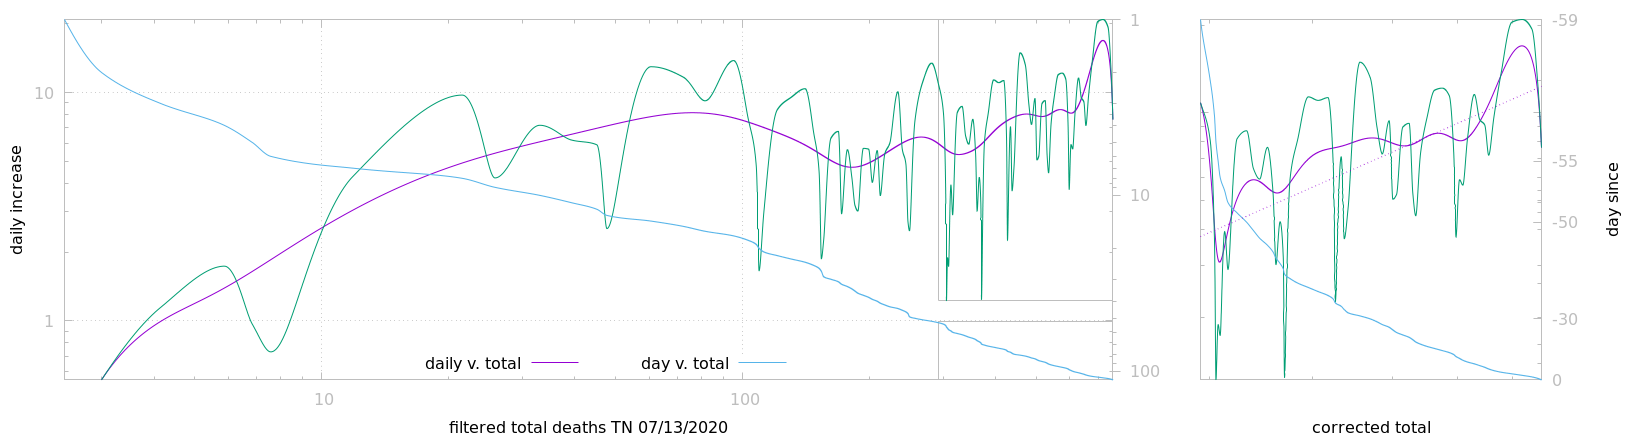 daily increase
10
1
daily v. total
day v. total
10
100
filtered total deaths TN 07/13/2020
1
10
100
-59
-55
-50
-30
0
day since
corrected total